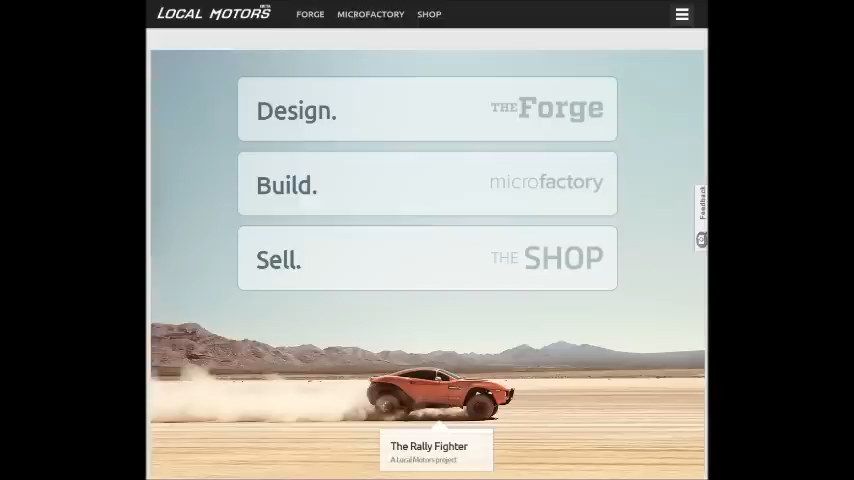 LOCAL MOTORS BETA
FORGE MICROFACTORY SHOP
Design. THE Forge
Build. microfactory
Sell. THE SHOP
Feedback
The Rally Fighter
A Local Motors project